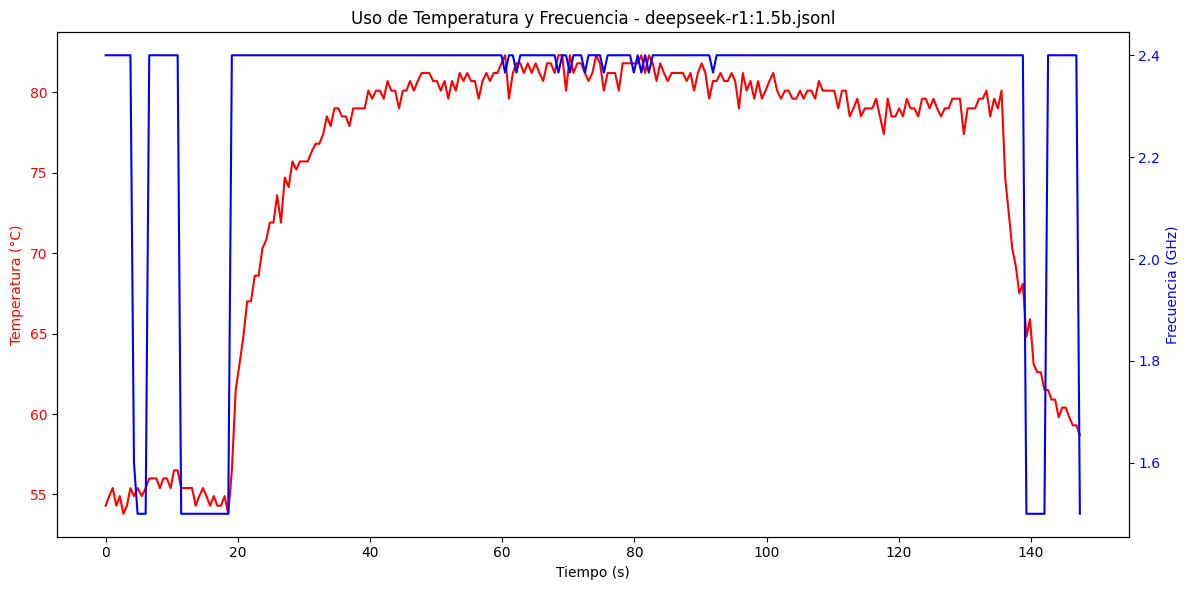 Uso de Temperatura y Frecuencia - deepseek-r1:1.5b.jsonl
80
75
70
65
60
55
Temperatura (°C)
2.4
2.2
2.0
1.8
1.6
Frecuencia (GHz)
0 20 40 60 80 100 120 140
Tiempo (s)